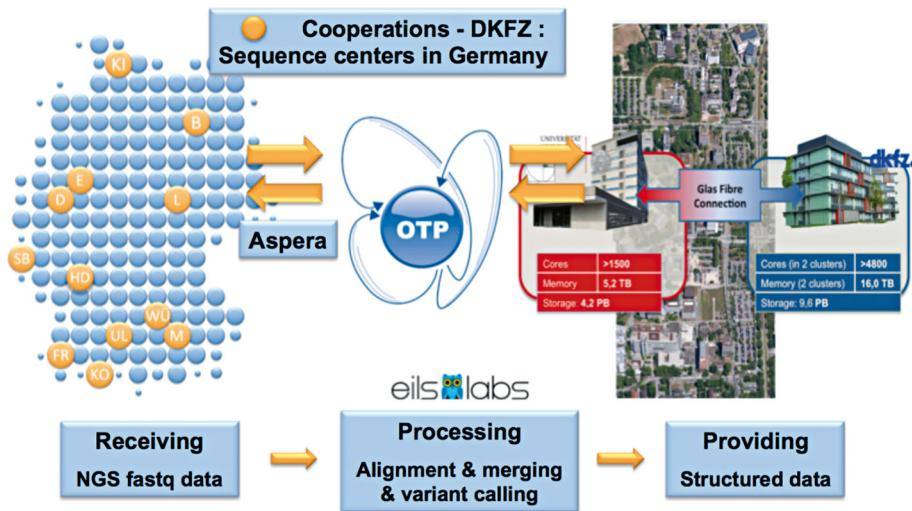 Cooperations - DKFZ :
Sequence centers in Germany
KI
B
E
D
L
SB
HD
WÜ
UL
M
FR
KO
Aspera
OTP
UNIVERSITÄT
dkfz.
Glas Fibre
Connection
Cores >1500
Memory 5,2 TB
Storage: 4,2 PB
Cores (in 2 clusters) >4800
Memory (2 clusters) 16,0 TB
Storage: 9,6 PB
eilslabs
Receiving
NGS fastq data
Processing
Alignment & merging
& variant calling
Providing
Structured data